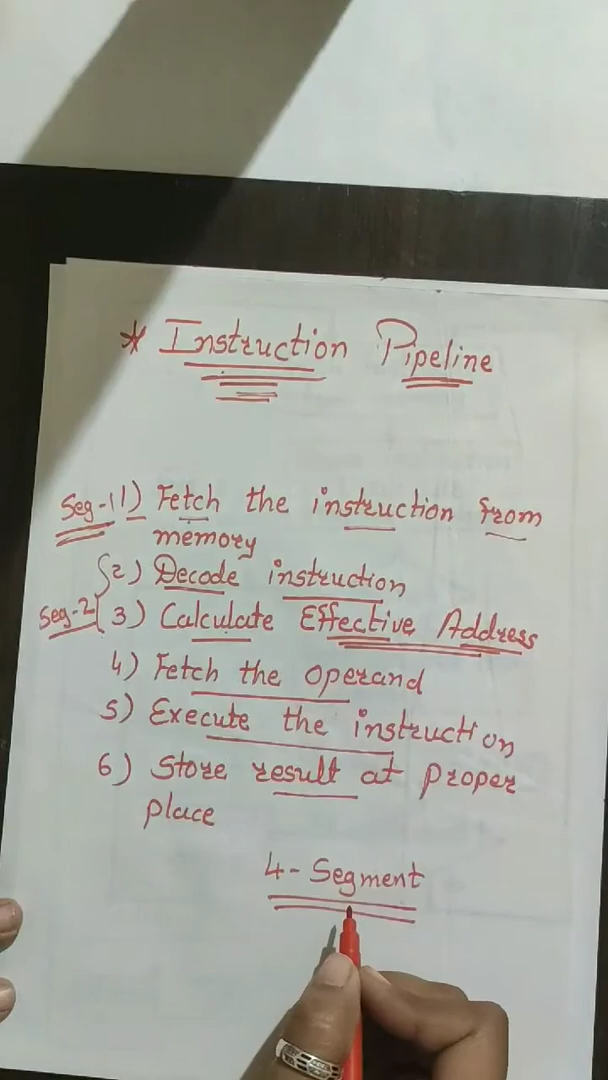 * Instruction Pipeline
Seg-1 (1) Fetch the instruction from
memory
2) Decode instruction
Seg-2 3) Calculate Effective Address
4) Fetch the operand
5) Execute the instruction
6) Store result at proper
place
4- Segment